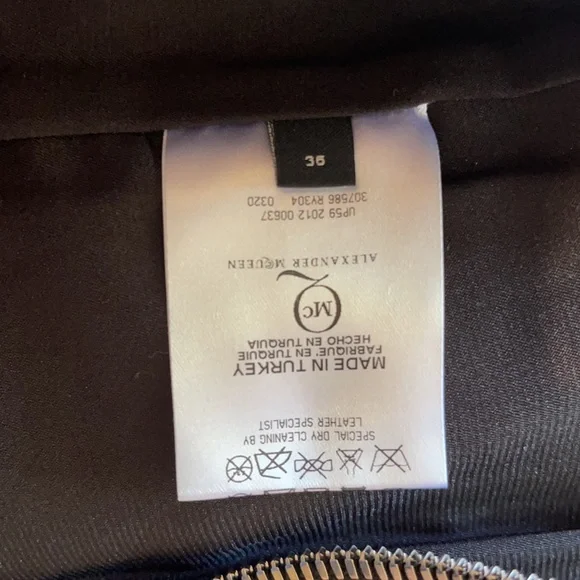 36
307586 RY304 0320
UP59 2012 00637
ALEXANDER McQUEEN
McQ
MADE IN TURKEY
FABRIQUE' EN TURQUIE
HECHO EN TURQUIA
SPECIAL DRY CLEANING BY
LEATHER SPECIALIST